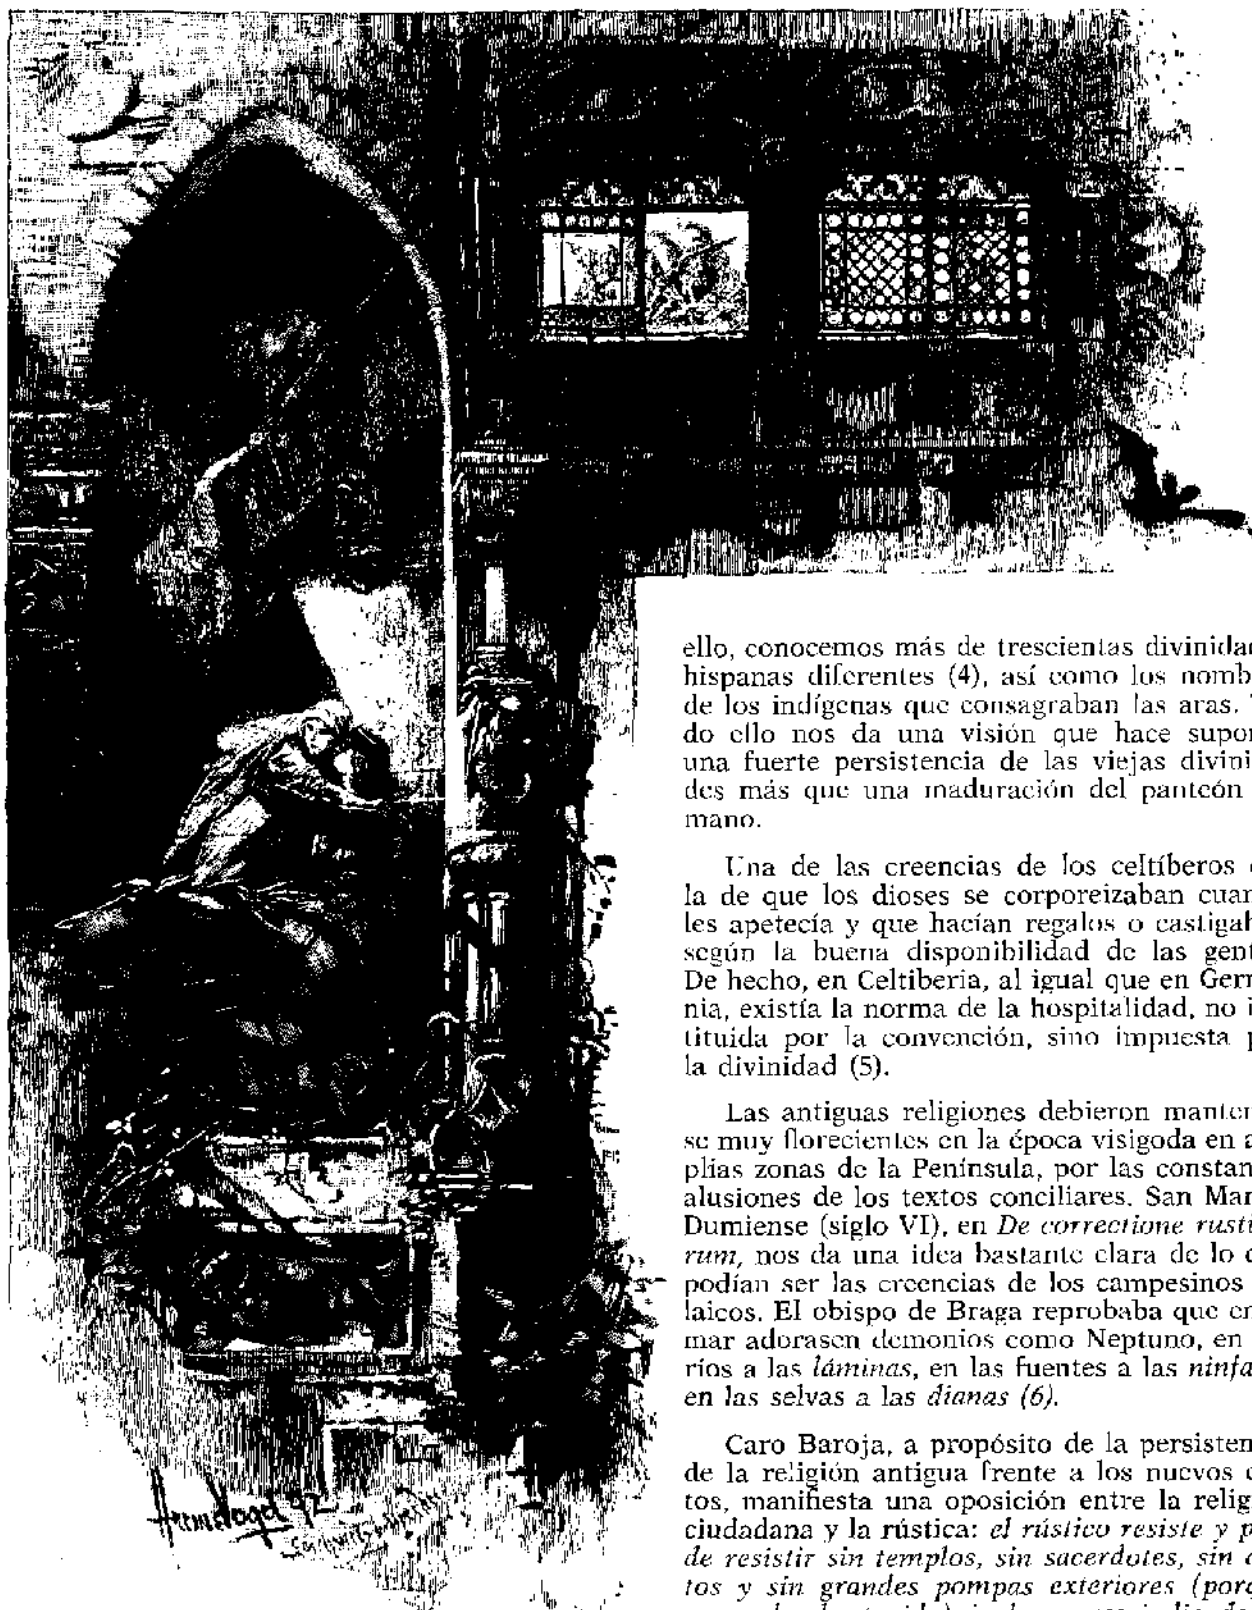 ello, conocemos más de trescientas divinida
hispanas diferentes (4), así como los nomb
de los indígenas que consagraban las aras.
do ello nos da una visión que hace supor
una fuerte persistencia de las viejas divini
des más que una maduración del panteón
mano.
Una de las creencias de los celtíberos
la de que los dioses se corporeizaban cuan
les apetecía y que hacían regalos o castigab
según la buena disponibilidad de las gent
De hecho, en Celtiberia, al igual que en Ger
nia, existía la norma de la hospitalidad, no i
tituida por la convención, sino impuesta p
la divinidad (5).
Las antiguas religiones debieron manten
se muy florecientes en la época visigoda en a
plias zonas de la Península, por las constan
alusiones de los textos conciliares. San Mar
Dumiense (siglo VI), en De correctione rusti
rum, nos da una idea bastante clara de lo
podían ser las creencias de los campesinos
laicos. El obispo de Braga reprobaba que en
mar adorasen demonios como Neptuno, en
ríos a las láminas, en las fuentes a las ninfa
en las selvas a las dianas (6).
Caro Baroja, a propósito de la persisten
de la religión antigua frente a los nuevos
tos, manifiesta una oposición entre la relig
ciudadana y la rústica: el rústico resiste y p
de resistir sin templos, sin sacerdotes, sin
tos y sin grandes pompas exteriores (porq